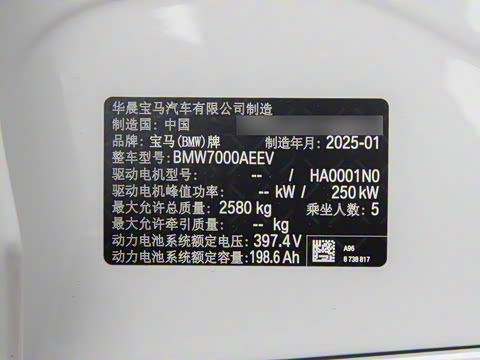 华晨宝马汽车有限公司制造
制造国: 中国
品牌: 宝马(BMW)牌 制造年月: 2025-01
整车型号: BMW7000AEEV
驱动电机型号: -- / HA0001N0
驱动电机峰值功率: -- kW / 250 kW
最大允许总质量: 2580 kg 乘坐人数: 5
最大允许牵引质量: -- kg
动力电池系统额定电压: 397.4V
动力电池系统额定容量: 198.6 Ah
A96
8 738 817